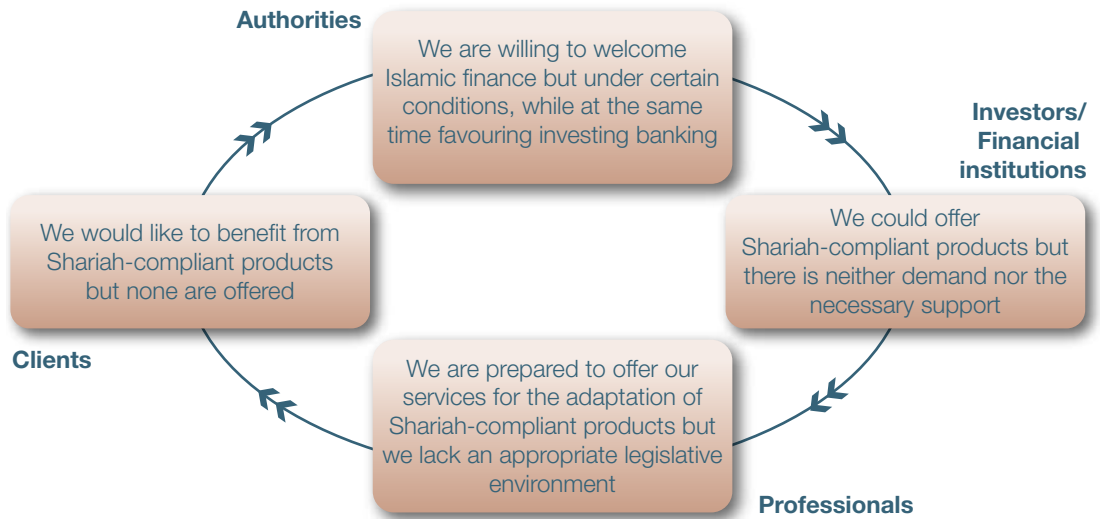 Authorities
We are willing to welcome
Islamic finance but under certain
conditions, while at the same
time favouring investing banking
Investors/
Financial
institutions
We could offer
Shariah-compliant products but
there is neither demand nor the
necessary support
We would like to benefit from
Shariah-compliant products
but none are offered
Clients
We are prepared to offer our
services for the adaptation of
Shariah-compliant products but
we lack an appropriate legislative
environment
Professionals